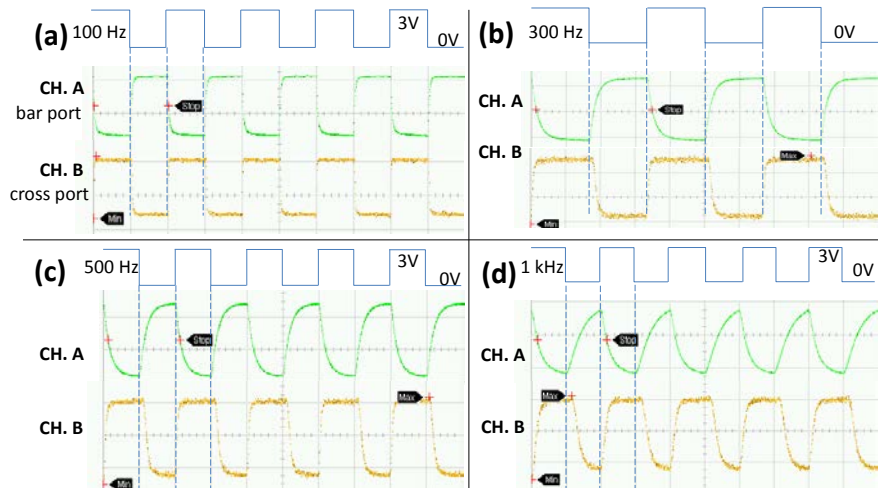 (a) 100 Hz 3V 0V
CH. A
bar port
Stop
CH. B
cross port
Min
(b) 300 Hz 0V
CH. A
Stop
CH. B
Max
Min
(c) 500 Hz 3V 0V
CH. A
Stop
Max
CH. B
Min
(d) 1 kHz 3V 0V
CH. A
Stop
Max
CH. B
Min